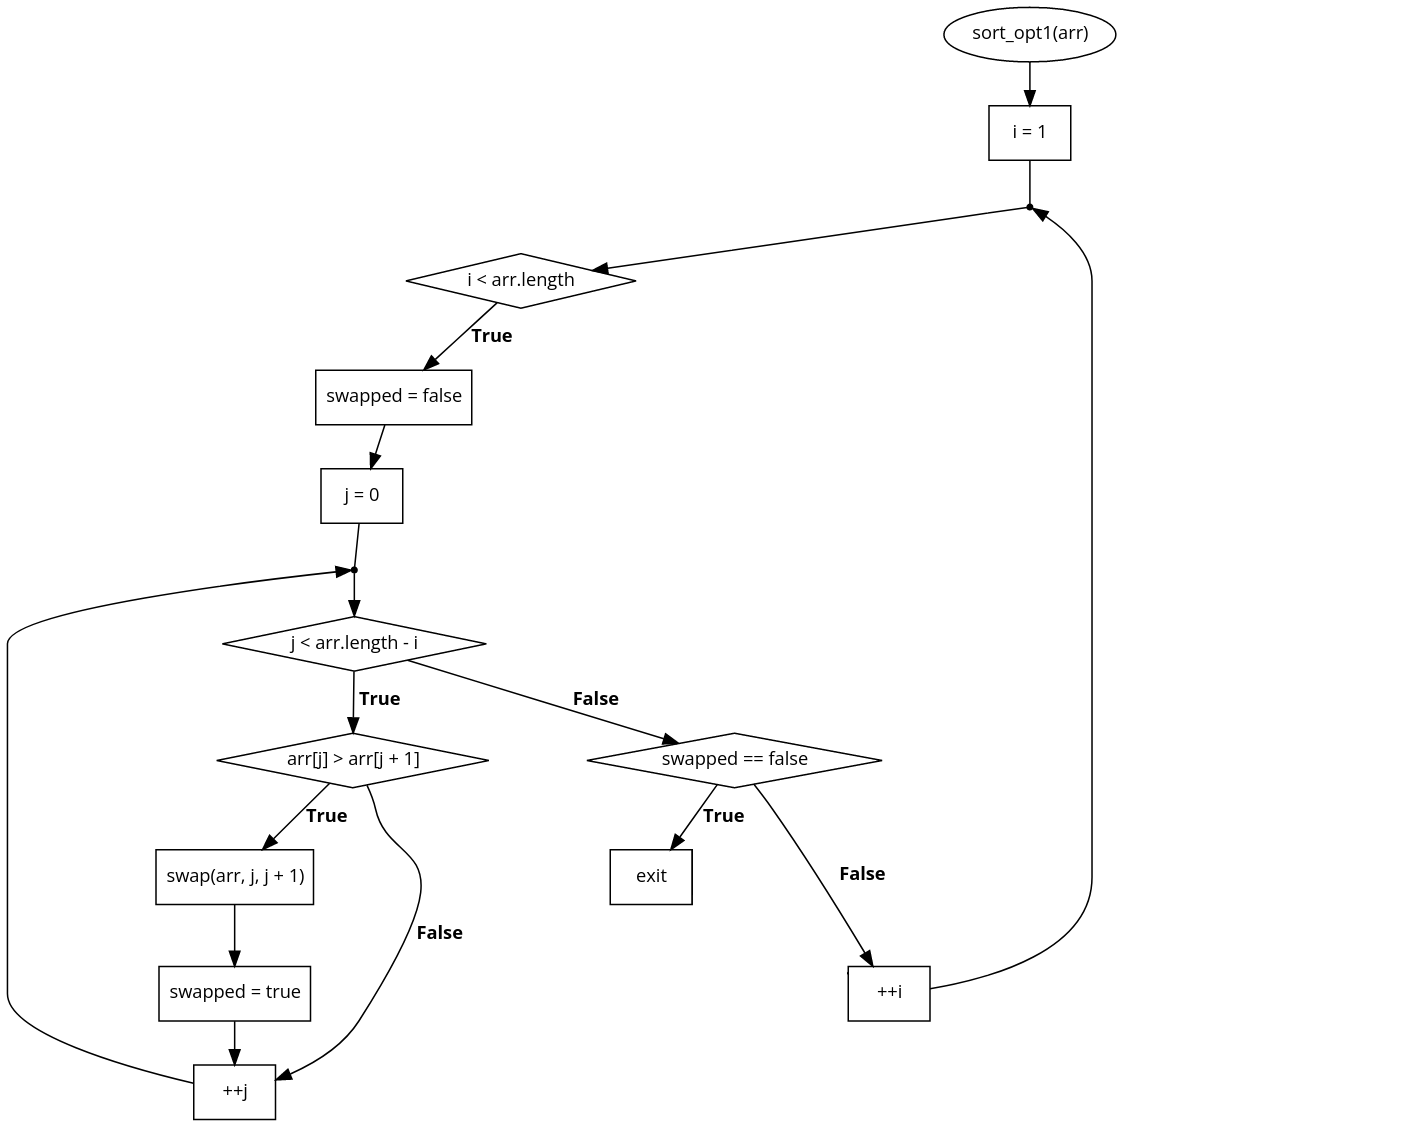 sort_opt1(arr)
i = 1
i < arr.length
True
swapped = false
j = 0
j < arr.length - i
True
False
arr[j] > arr[j + 1]
swapped == false
True
True
swap(arr, j, j + 1)
exit
False
False
swapped = true
++i
++j